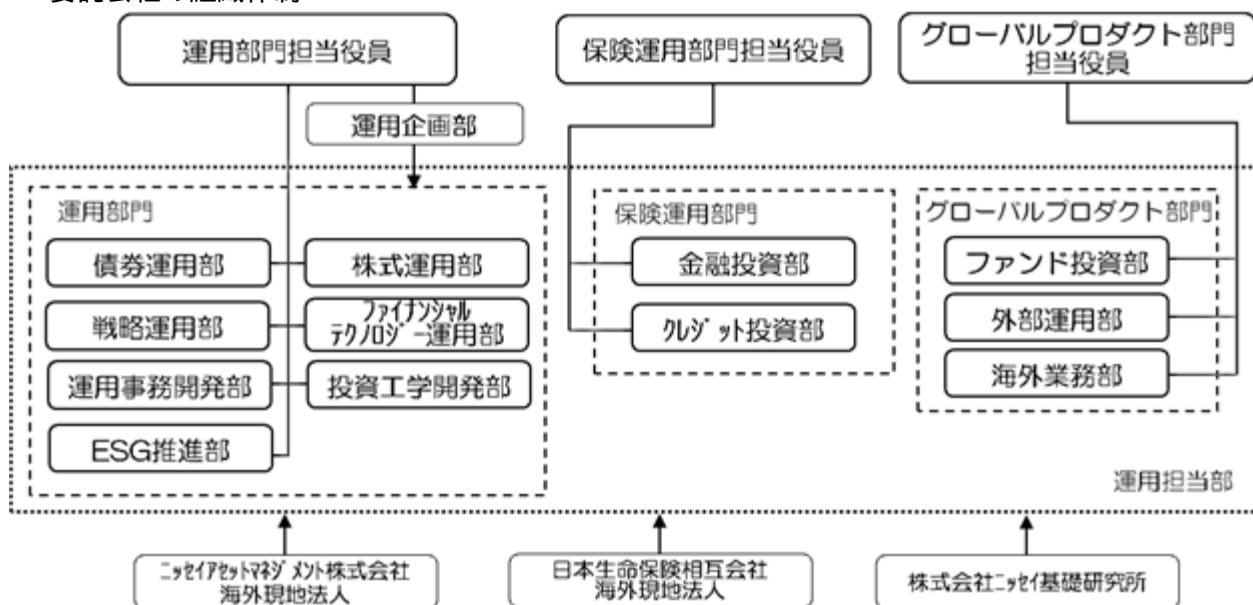 運用部門担当役員
保険運用部門担当役員
グローバルプロダクト部門
担当役員
運用企画部
運用部門
債券運用部
株式運用部
戦略運用部
ファイナンシャル
テクノロジー運用部
運用事務開発部
投資工学開発部
ESG推進部
保険運用部門
金融投資部
クレジット投資部
グローバルプロダクト部門
ファンド投資部
外部運用部
海外業務部
運用担当部
ニッセイアセットマネジメント株式会社
海外現地法人
日本生命保険相互会社
海外現地法人
株式会社ニッセイ基礎研究所